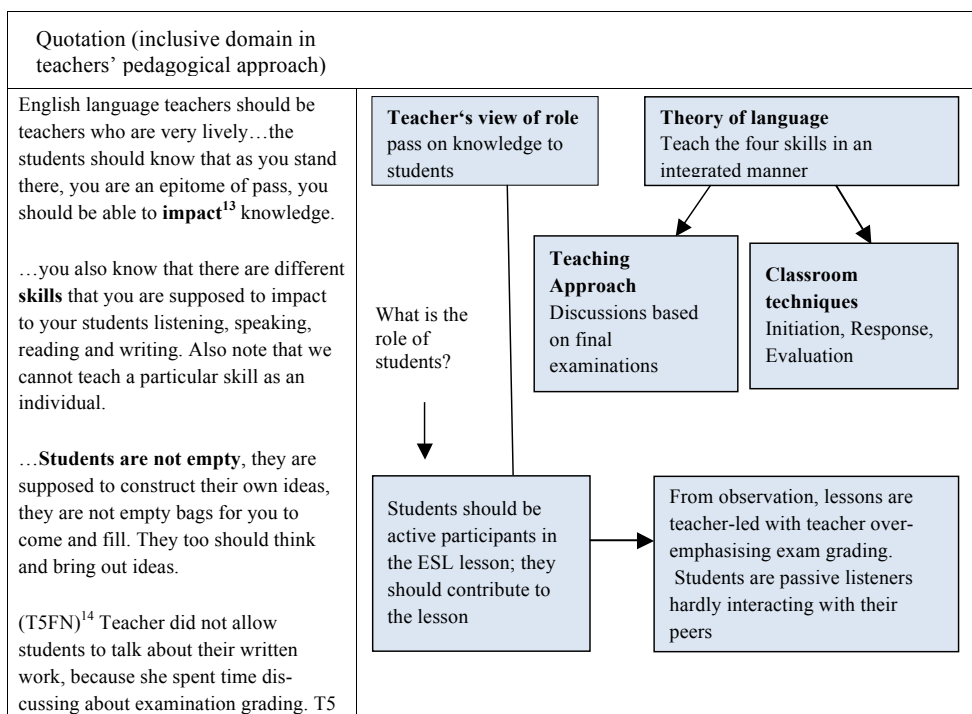 Quotation (inclusive domain in
teachers’ pedagogical approach)
English language teachers should be
teachers who are very lively…the
students should know that as you stand
there, you are an epitome of pass, you
should be able to impact13 knowledge.
…you also know that there are different
skills that you are supposed to impact
to your students listening, speaking,
reading and writing. Also note that we
cannot teach a particular skill as an
individual.
…Students are not empty, they are
supposed to construct their own ideas,
they are not empty bags for you to
come and fill. They too should think
and bring out ideas.
(T5FN)14 Teacher did not allow
students to talk about their written
work, because she spent time dis-
cussing about examination grading. T5
Teacher‘s view of role
pass on knowledge to
students
Theory of language
Teach the four skills in an
integrated manner
Teaching
Approach
Discussions based
on final
examinations
Classroom
techniques
Initiation, Response,
Evaluation
What is the
role of
students?
Students should be
active participants in
the ESL lesson; they
should contribute to
the lesson
From observation, lessons are
teacher-led with teacher over-
emphasising exam grading.
Students are passive listeners
hardly interacting with their
peers